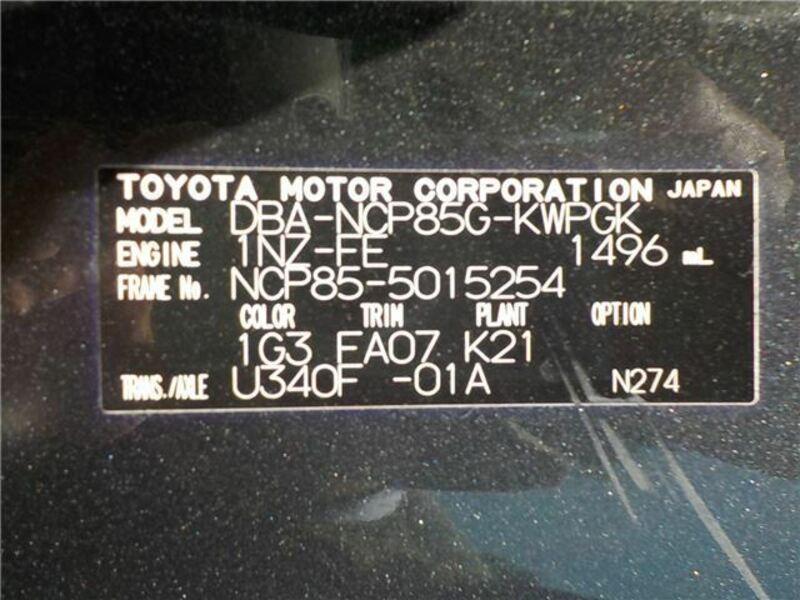 TOYOTA MOTOR CORPORATION JAPAN
MODEL DBA-NCP85G-KWPGK
ENGINE 1NZ-FE 1496 mL
FRAME No. NCP85-5015254
COLOR TRIM PLANT OPTION
1G3 FA07 K21
TRANS./AXLE U340F -01A N274